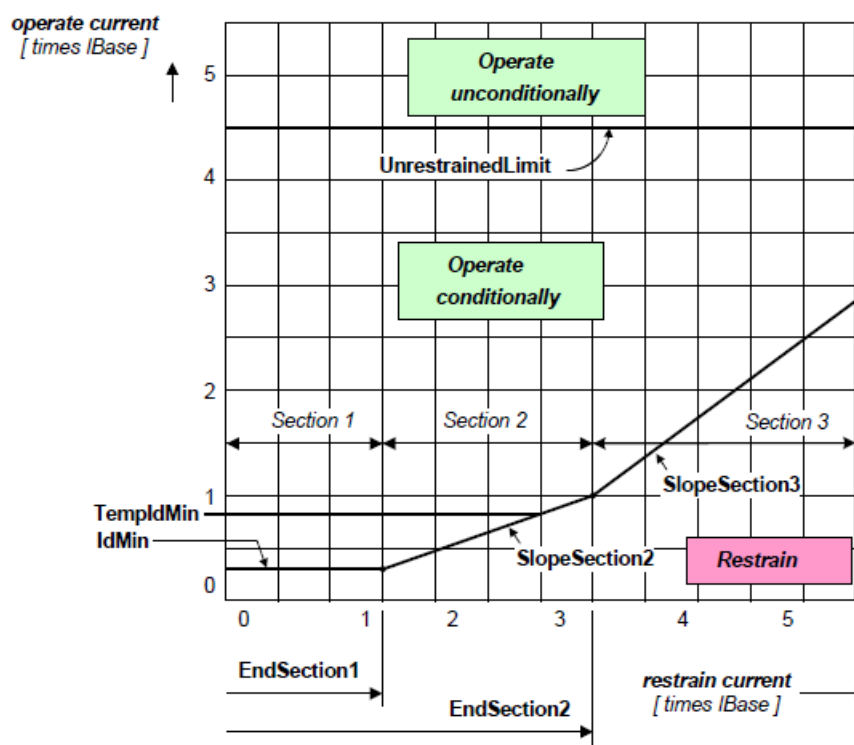 operate current
[ times IBase ]
5
Operate
unconditionally
UnrestrainedLimit
4
Operate
conditionally
3
2
Section 1
Section 2
Section 3
1
TempIdMin
SlopeSection3
IdMin
SlopeSection2
Restrain
0
0 1 2 3 4 5
EndSection1
restrain current
[ times IBase ]
EndSection2